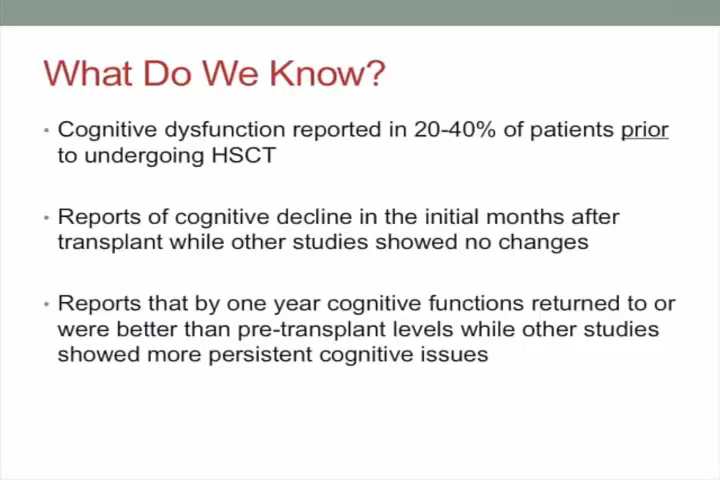 What Do We Know?
• Cognitive dysfunction reported in 20-40% of patients prior
to undergoing HSCT
• Reports of cognitive decline in the initial months after
transplant while other studies showed no changes
• Reports that by one year cognitive functions returned to or
were better than pre-transplant levels while other studies
showed more persistent cognitive issues